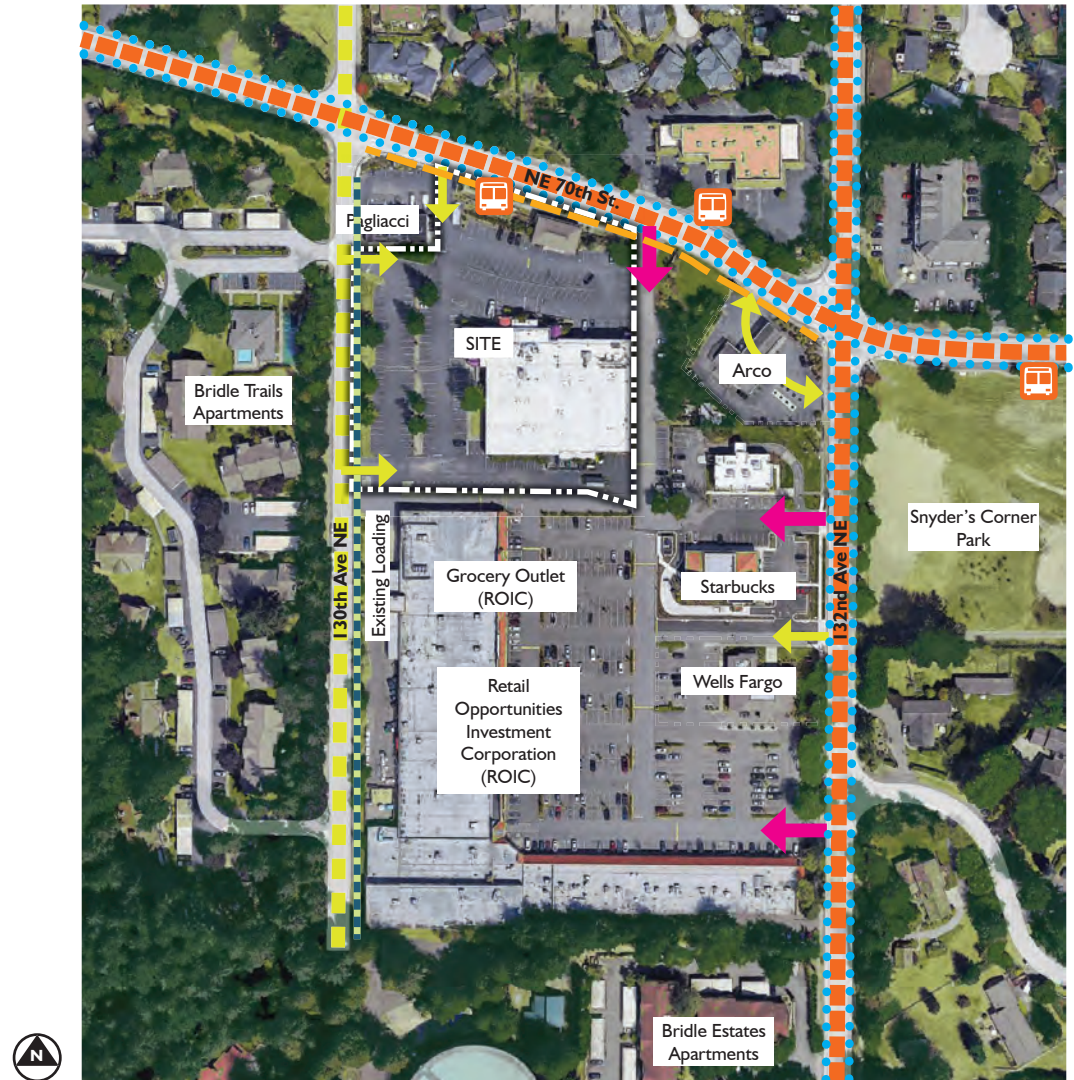 NE 70th St.
Pagliacci
SITE
Arco
Bridle Trails
Apartments
Snyder's Corner
Park
130th Ave NE
Existing Loading
Grocery Outlet
(ROIC)
Starbucks
132nd Ave NE
Wells Fargo
Retail
Opportunities
Investment
Corporation
(ROIC)
Bridle Estates
Apartments
N